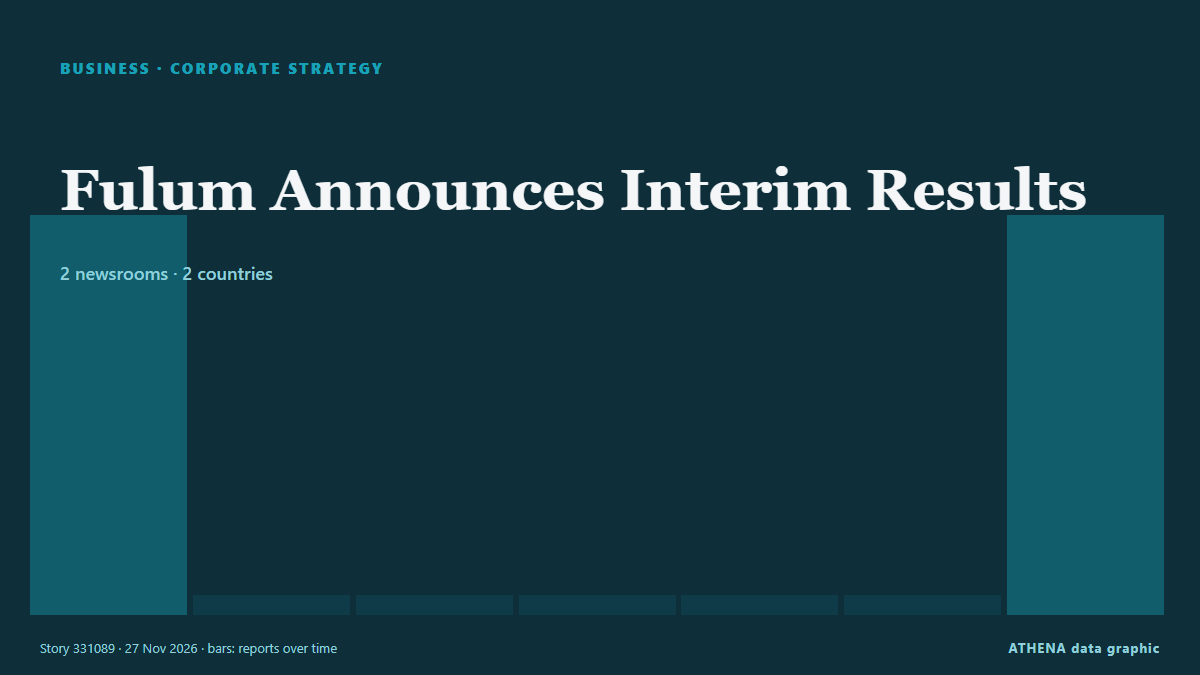 BUSINESS · CORPORATE STRATEGY
Fulum Announces Interim Results
2 newsrooms · 2 countries
Story 331089 · 27 Nov 2026 · bars: reports over time
ATHENA data graphic